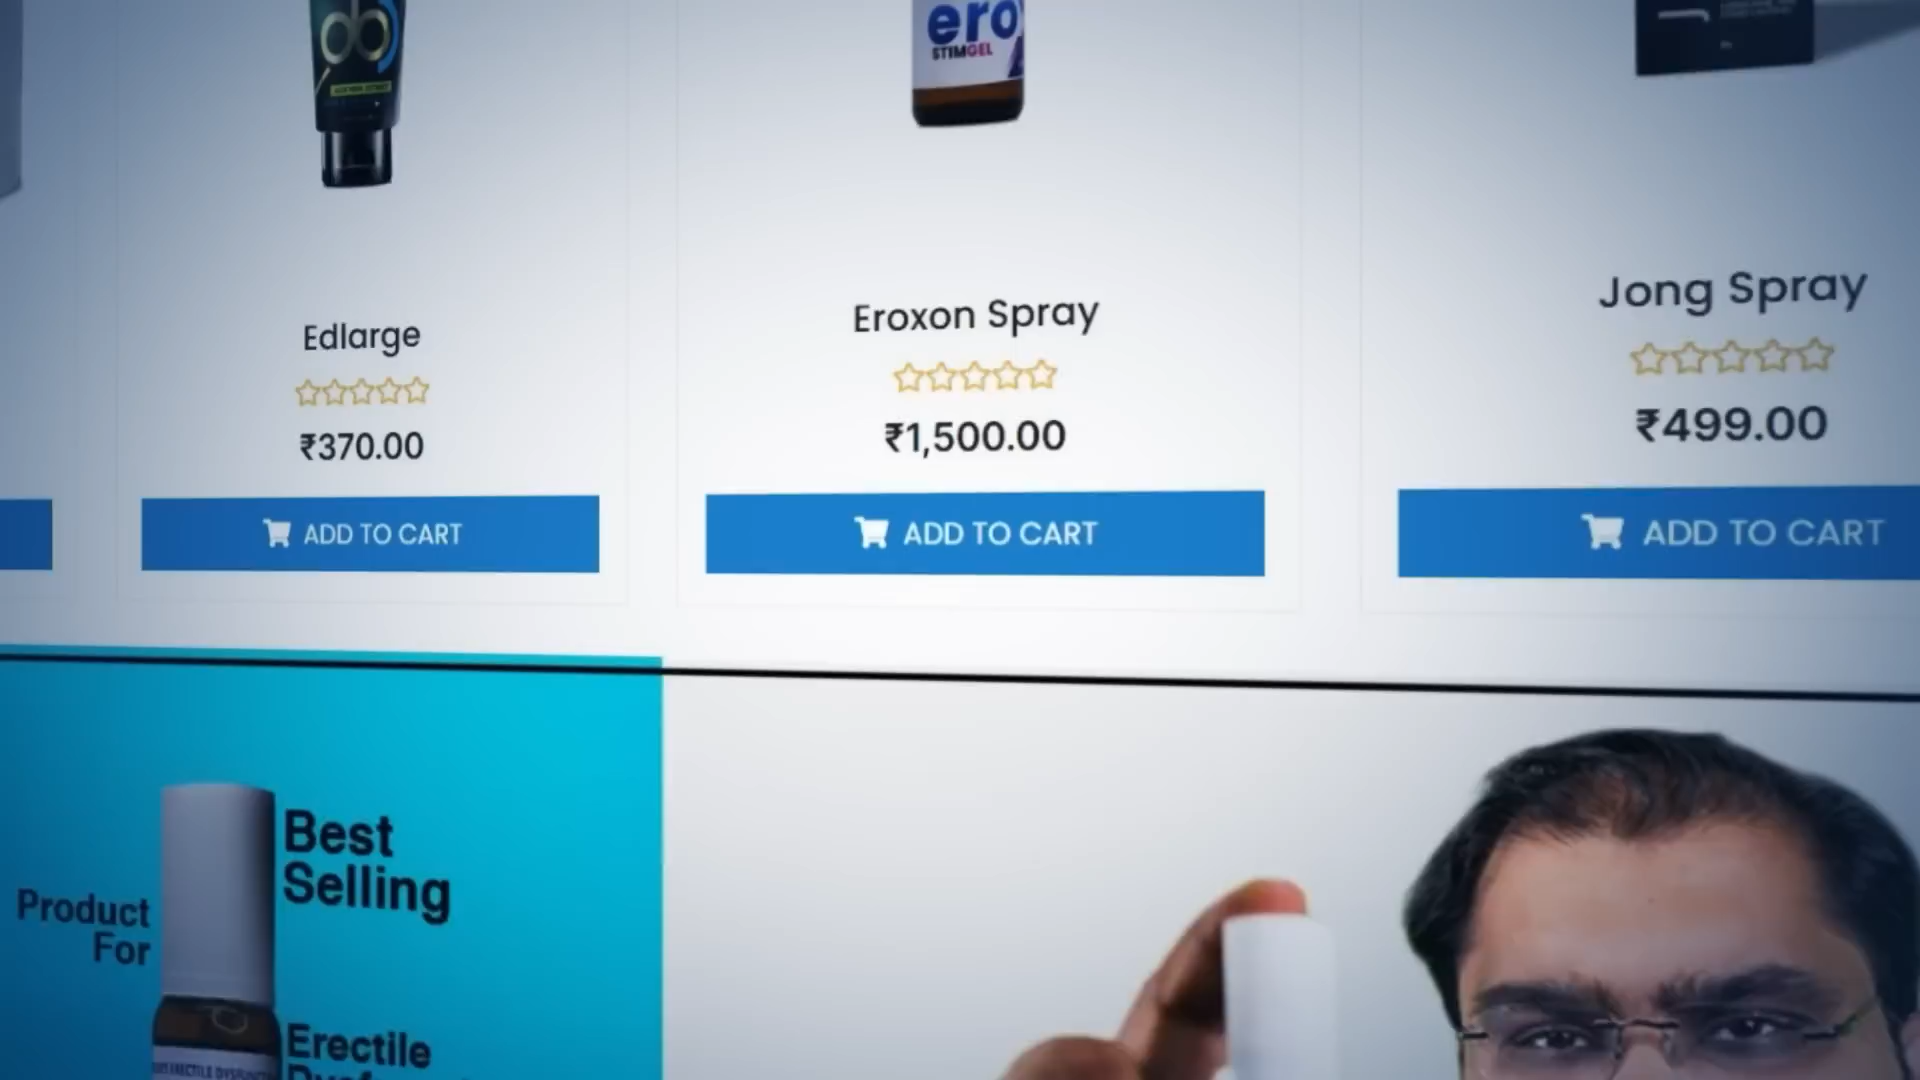 ero
STIMGEL
Edlarge
Eroxon Spray
Jong Spray
₹370.00
₹1,500.00
₹499.00
ADD TO CART
ADD TO CART
ADD TO CART
Best
Selling
Product
For
Erectile